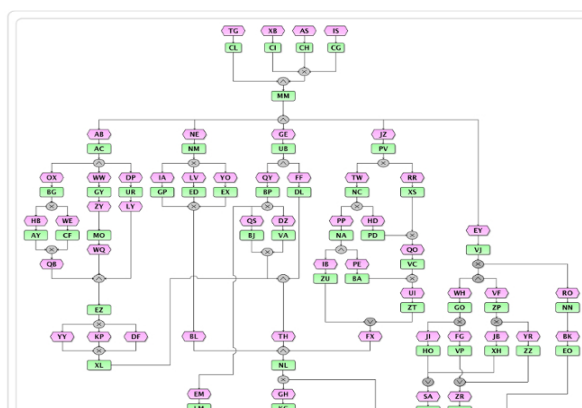 TG XB AS IS
CL CI CH CG
MM
AB NE GE JZ
AC NM UB PV
OX WW DP IA LV YO QY FF TW RR
BG GY UR GP ED EX BP DL NC XS
HB WE ZY LY QS DZ PP HD
AY CF MO BJ VA NA PD EY
WQ QO VJ
QB IB PE VC
ZU BA
UI WH VF RO
EZ ZT GO ZP NN
YY KP DF BL TH FX JI FG JB YR BK
XL NL HO VP XH ZZ EO
EM GH SA ZR